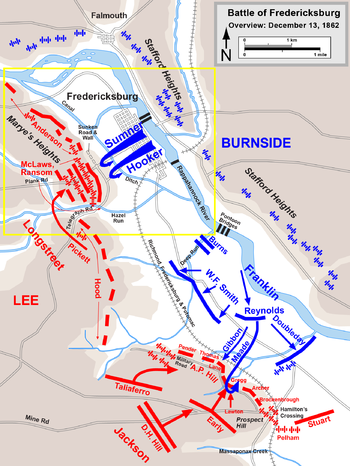 Battle of Fredericksburg
Overview: December 13, 1862
N
0
1 km
0
1 mile
Falmouth
Stafford Heights
Fredericksburg
Canal
Sunken Road & Wall
Marye's Heights
Anderson
Sumner
Hooker
BURNSIDE
McLaws,
Ransom
Plank Rd
Ditch
Rappahannock River
Stafford Heights
Telegraph Rd
Hazel
Run
Longstreet
Pickett
Pontoon
Bridges
Deep Run
Burns
Richmond, Fredericksburg & Potomac
Franklin
W.F. Smith
LEE
Hood
Reynolds
Gibbon
Meade
Doubleday
Pender
Thomas
Lane
A.P. Hill
Military
Road
Gregg
Archer
Brockenbrough
Taliaferro
Lawton
Hamilton's
Crossing
Stuart
Early
Prospect
Hill
Pelham
Mine Rd
D.H. Hill
Jackson
Massaponax Creek